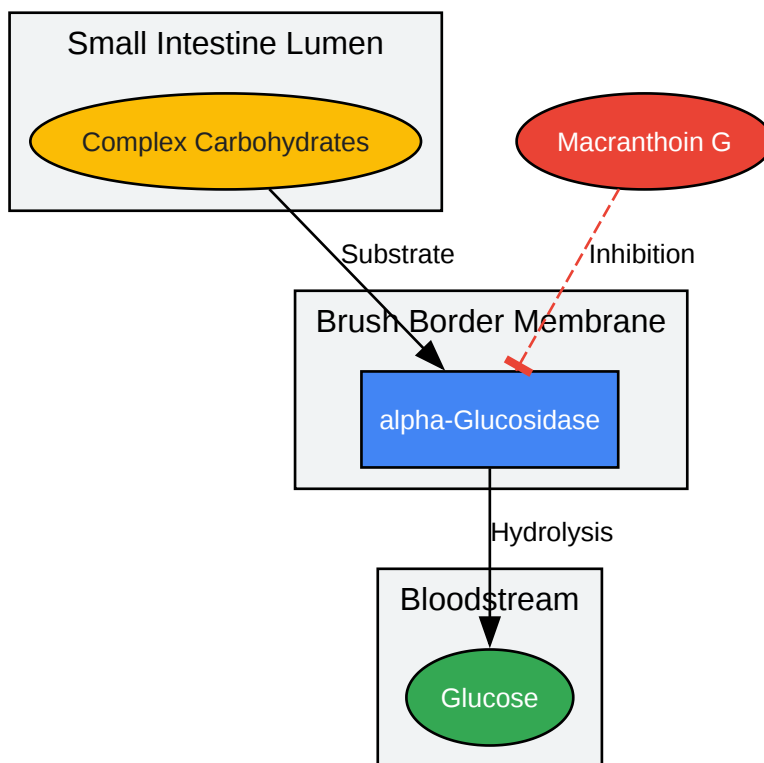 Small Intestine Lumen
Complex Carbohydrates
Macranthoin G
Substrate
Inhibition
Brush Border Membrane
alpha-Glucosidase
Hydrolysis
Bloodstream
Glucose